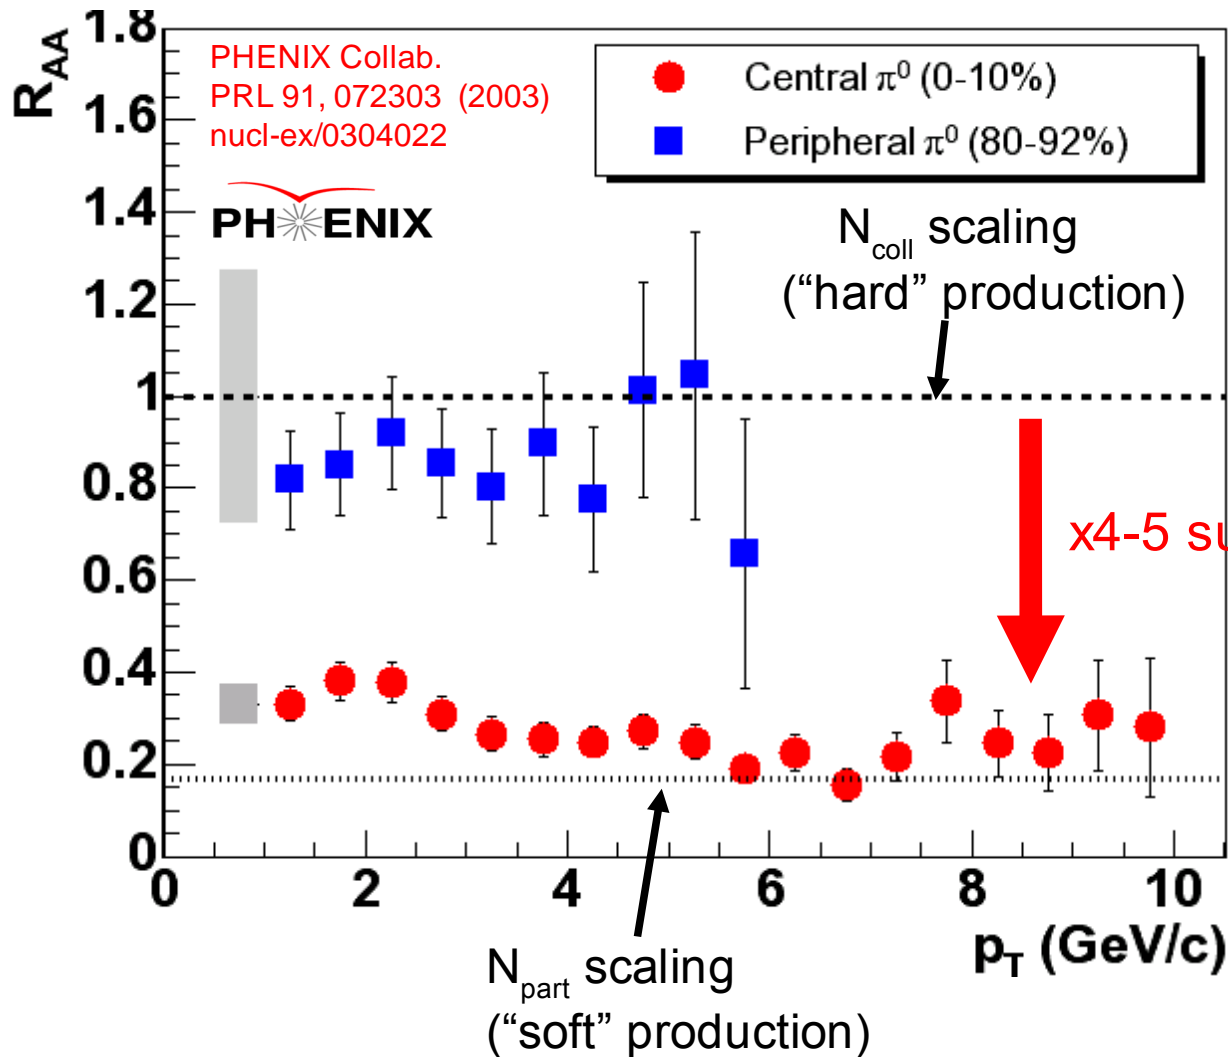 R_AA
1.8
1.6
1.4
1.2
1
0.8
0.6
0.4
0.2
0
PHENIX Collab.
PRL 91, 072303 (2003)
nucl-ex/0304022
PHENIX
Central π⁰ (0-10%)
Peripheral π⁰ (80-92%)
N_coll scaling
(“hard” production)
x4-5
N_part scaling
(“soft” production)
0 2 4 6 8 10
p_T (GeV/c)